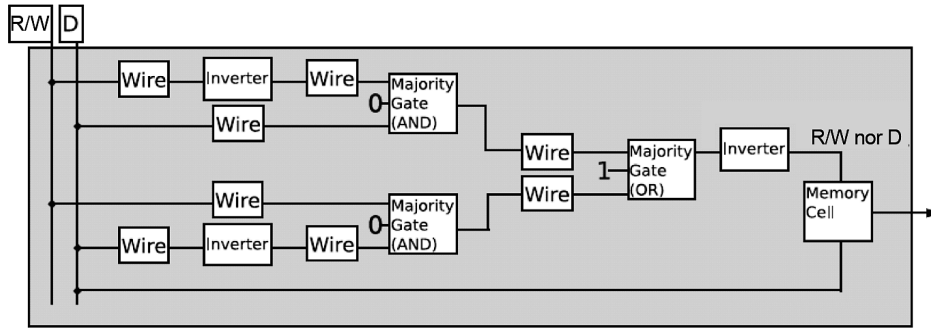 R/W D
Wire Inverter Wire Majority
0 Gate
(AND)
Wire
R/W nor D
Wire Majority Inverter
1 Gate
(OR)
Wire
Wire Majority
0 Gate
(AND)
Wire Inverter Wire
Memory
Cell